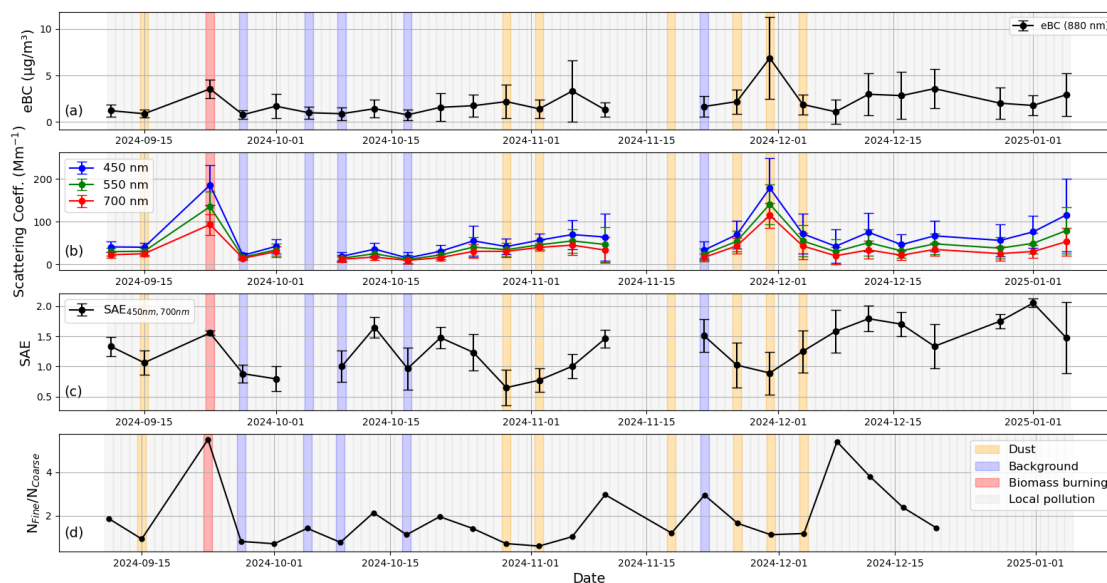 10
5
0
eBC (μg/m³)
eBC (880 nm)
(a)
2024-09-15 2024-10-01 2024-10-15 2024-11-01 2024-11-15 2024-12-01 2024-12-15 2025-01-01
200
100
0
Scattering Coeff. (Mm⁻¹)
450 nm
550 nm
700 nm
(b)
2024-09-15 2024-10-01 2024-10-15 2024-11-01 2024-11-15 2024-12-01 2024-12-15 2025-01-01
2.0
1.5
1.0
0.5
SAE
SAE450nm, 700nm
(c)
2024-09-15 2024-10-01 2024-10-15 2024-11-01 2024-11-15 2024-12-01 2024-12-15 2025-01-01
4
2
NFine/NCoarse
Dust
Background
Biomass burning
Local pollution
(d)
2024-09-15 2024-10-01 2024-10-15 2024-11-01 2024-11-15 2024-12-01 2024-12-15 2025-01-01
Date